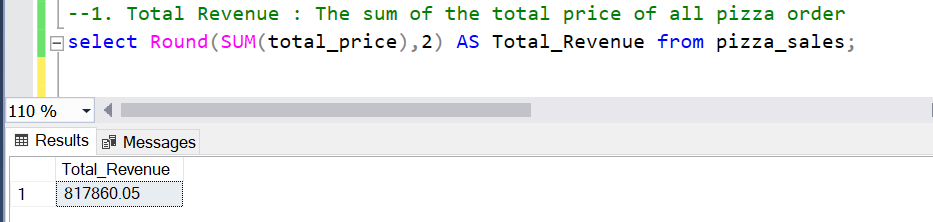 --1. Total Revenue : The sum of the total price of all pizza order
select Round(SUM(total_price),2) AS Total_Revenue from pizza_sales;
110 %
Results Messages
Total_Revenue
1 817860.05